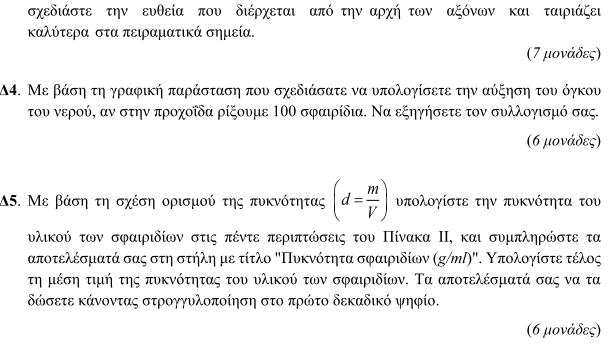 σχεδιάστε την ευθεία που διέρχεται από την αρχή των αξόνων και ταιριάζει
καλύτερα στα πειραματικά σημεία.
(7 μονάδες)
Δ4. Με βάση τη γραφική παράσταση που σχεδιάσατε να υπολογίσετε την αύξηση του όγκου
του νερού, αν στην προχοΐδα ρίξουμε 100 σφαιρίδια. Να εξηγήσετε τον συλλογισμό σας.
(6 μονάδες)
Δ5. Με βάση τη σχέση ορισμού της πυκνότητας (d = m/V) υπολογίστε την πυκνότητα του
υλικού των σφαιριδίων στις πέντε περιπτώσεις του Πίνακα ΙΙ, και συμπληρώστε τα
αποτελέσματά σας στη στήλη με τίτλο "Πυκνότητα σφαιριδίων (g/ml)". Υπολογίστε τέλος
τη μέση τιμή της πυκνότητας του υλικού των σφαιριδίων. Τα αποτελέσματά σας να τα
δώσετε κάνοντας στρογγυλοποίηση στο πρώτο δεκαδικό ψηφίο.
(6 μονάδες)